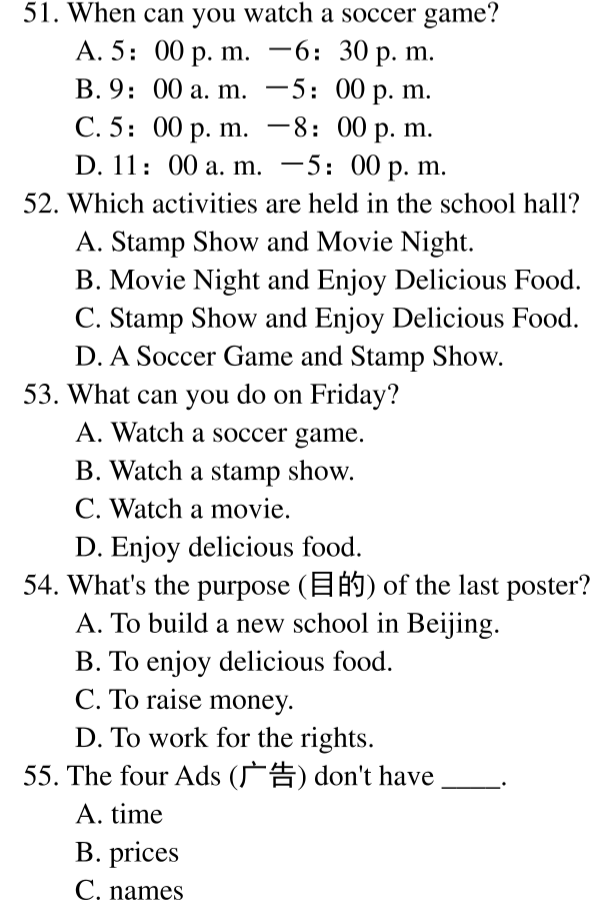 51. When can you watch a soccer game?
A. 5：00 p. m. －6：30 p. m.
B. 9：00 a. m. －5：00 p. m.
C. 5：00 p. m. －8：00 p. m.
D. 11：00 a. m. －5：00 p. m.
52. Which activities are held in the school hall?
A. Stamp Show and Movie Night.
B. Movie Night and Enjoy Delicious Food.
C. Stamp Show and Enjoy Delicious Food.
D. A Soccer Game and Stamp Show.
53. What can you do on Friday?
A. Watch a soccer game.
B. Watch a stamp show.
C. Watch a movie.
D. Enjoy delicious food.
54. What's the purpose (目的) of the last poster?
A. To build a new school in Beijing.
B. To enjoy delicious food.
C. To raise money.
D. To work for the rights.
55. The four Ads (广告) don't have ____.
A. time
B. prices
C. names